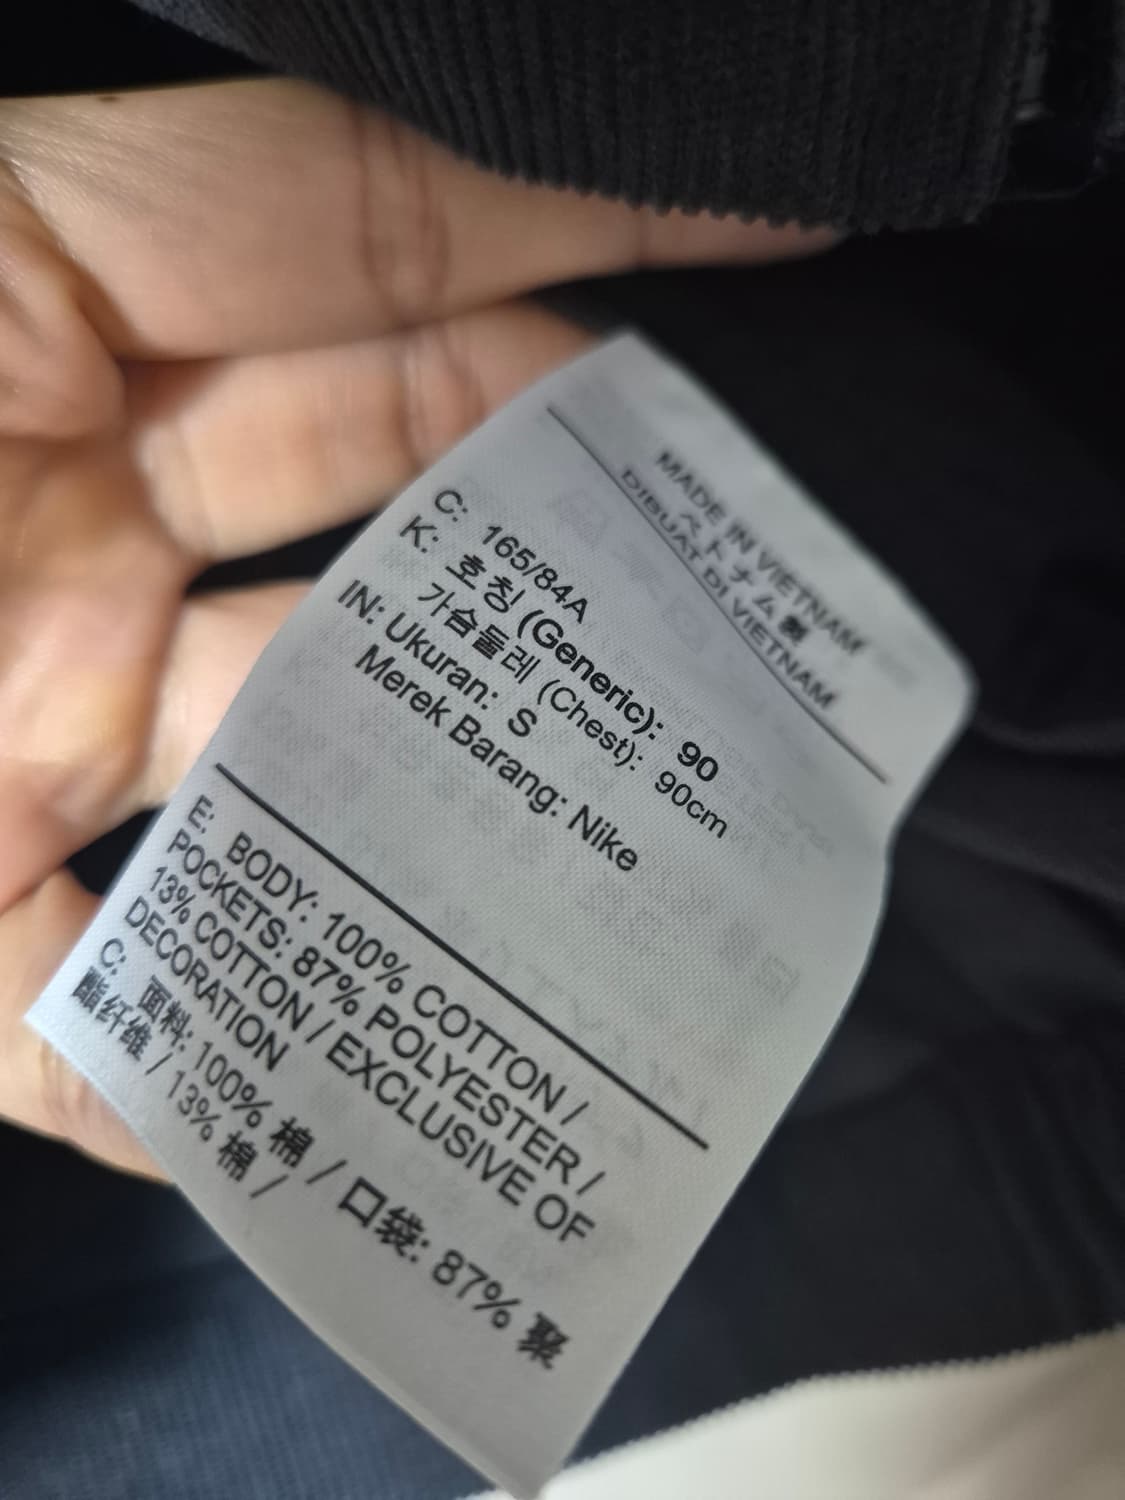 MADE IN VIETNAM
ベトナム製
DIBUAT DI VIETNAM
C: 165/84A
K: 호칭 (Generic): 90
가슴둘레 (Chest): 90cm
IN: Ukuran: S
Merek Barang: Nike
E: BODY: 100% COTTON /
POCKETS: 87% POLYESTER /
13% COTTON / EXCLUSIVE OF
DECORATION
C: 面料: 100% 棉 / 口袋: 87% 聚
酯纤维 / 13% 棉 /